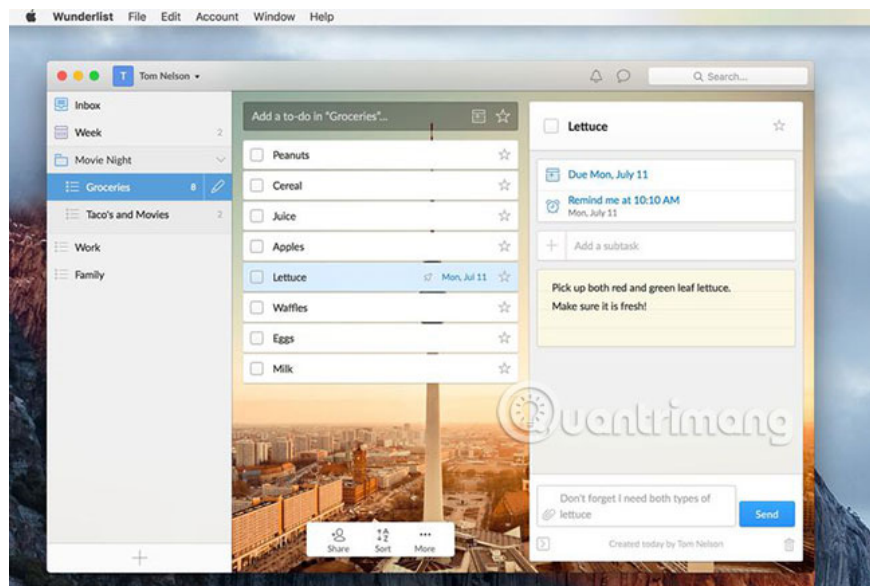 Wunderlist File Edit Account Window Help
T Tom Nelson
Search...
Inbox
Week 2
Movie Night
Groceries 8
Taco's and Movies 2
Work
Family
Add a to-do in "Groceries"...
Peanuts
Cereal
Juice
Apples
Lettuce Mon, Jul 11
Waffles
Eggs
Milk
Share Sort More
Lettuce
Due Mon, July 11
Remind me at 10:10 AM
Mon, July 11
Add a subtask
Pick up both red and green leaf lettuce.
Make sure it is fresh!
Quantrimang
Don't forget I need both types of
lettuce
Send
Created today by Tom Nelson